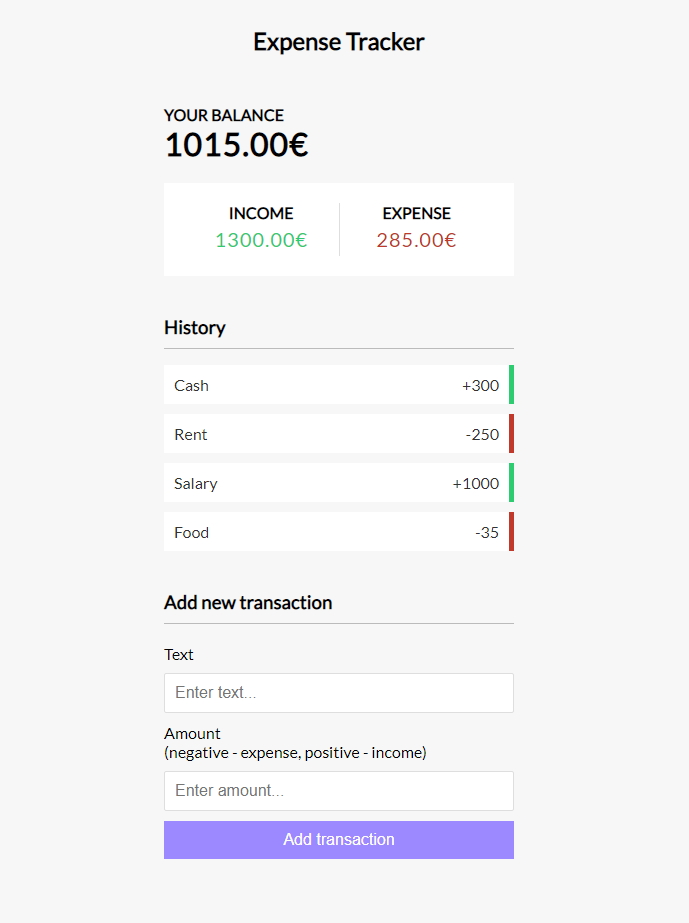 Expense Tracker
YOUR BALANCE
1015.00€
INCOME EXPENSE
1300.00€ 285.00€
History
Cash +300
Rent -250
Salary +1000
Food -35
Add new transaction
Text
Enter text...
Amount
(negative - expense, positive - income)
Enter amount...
Add transaction